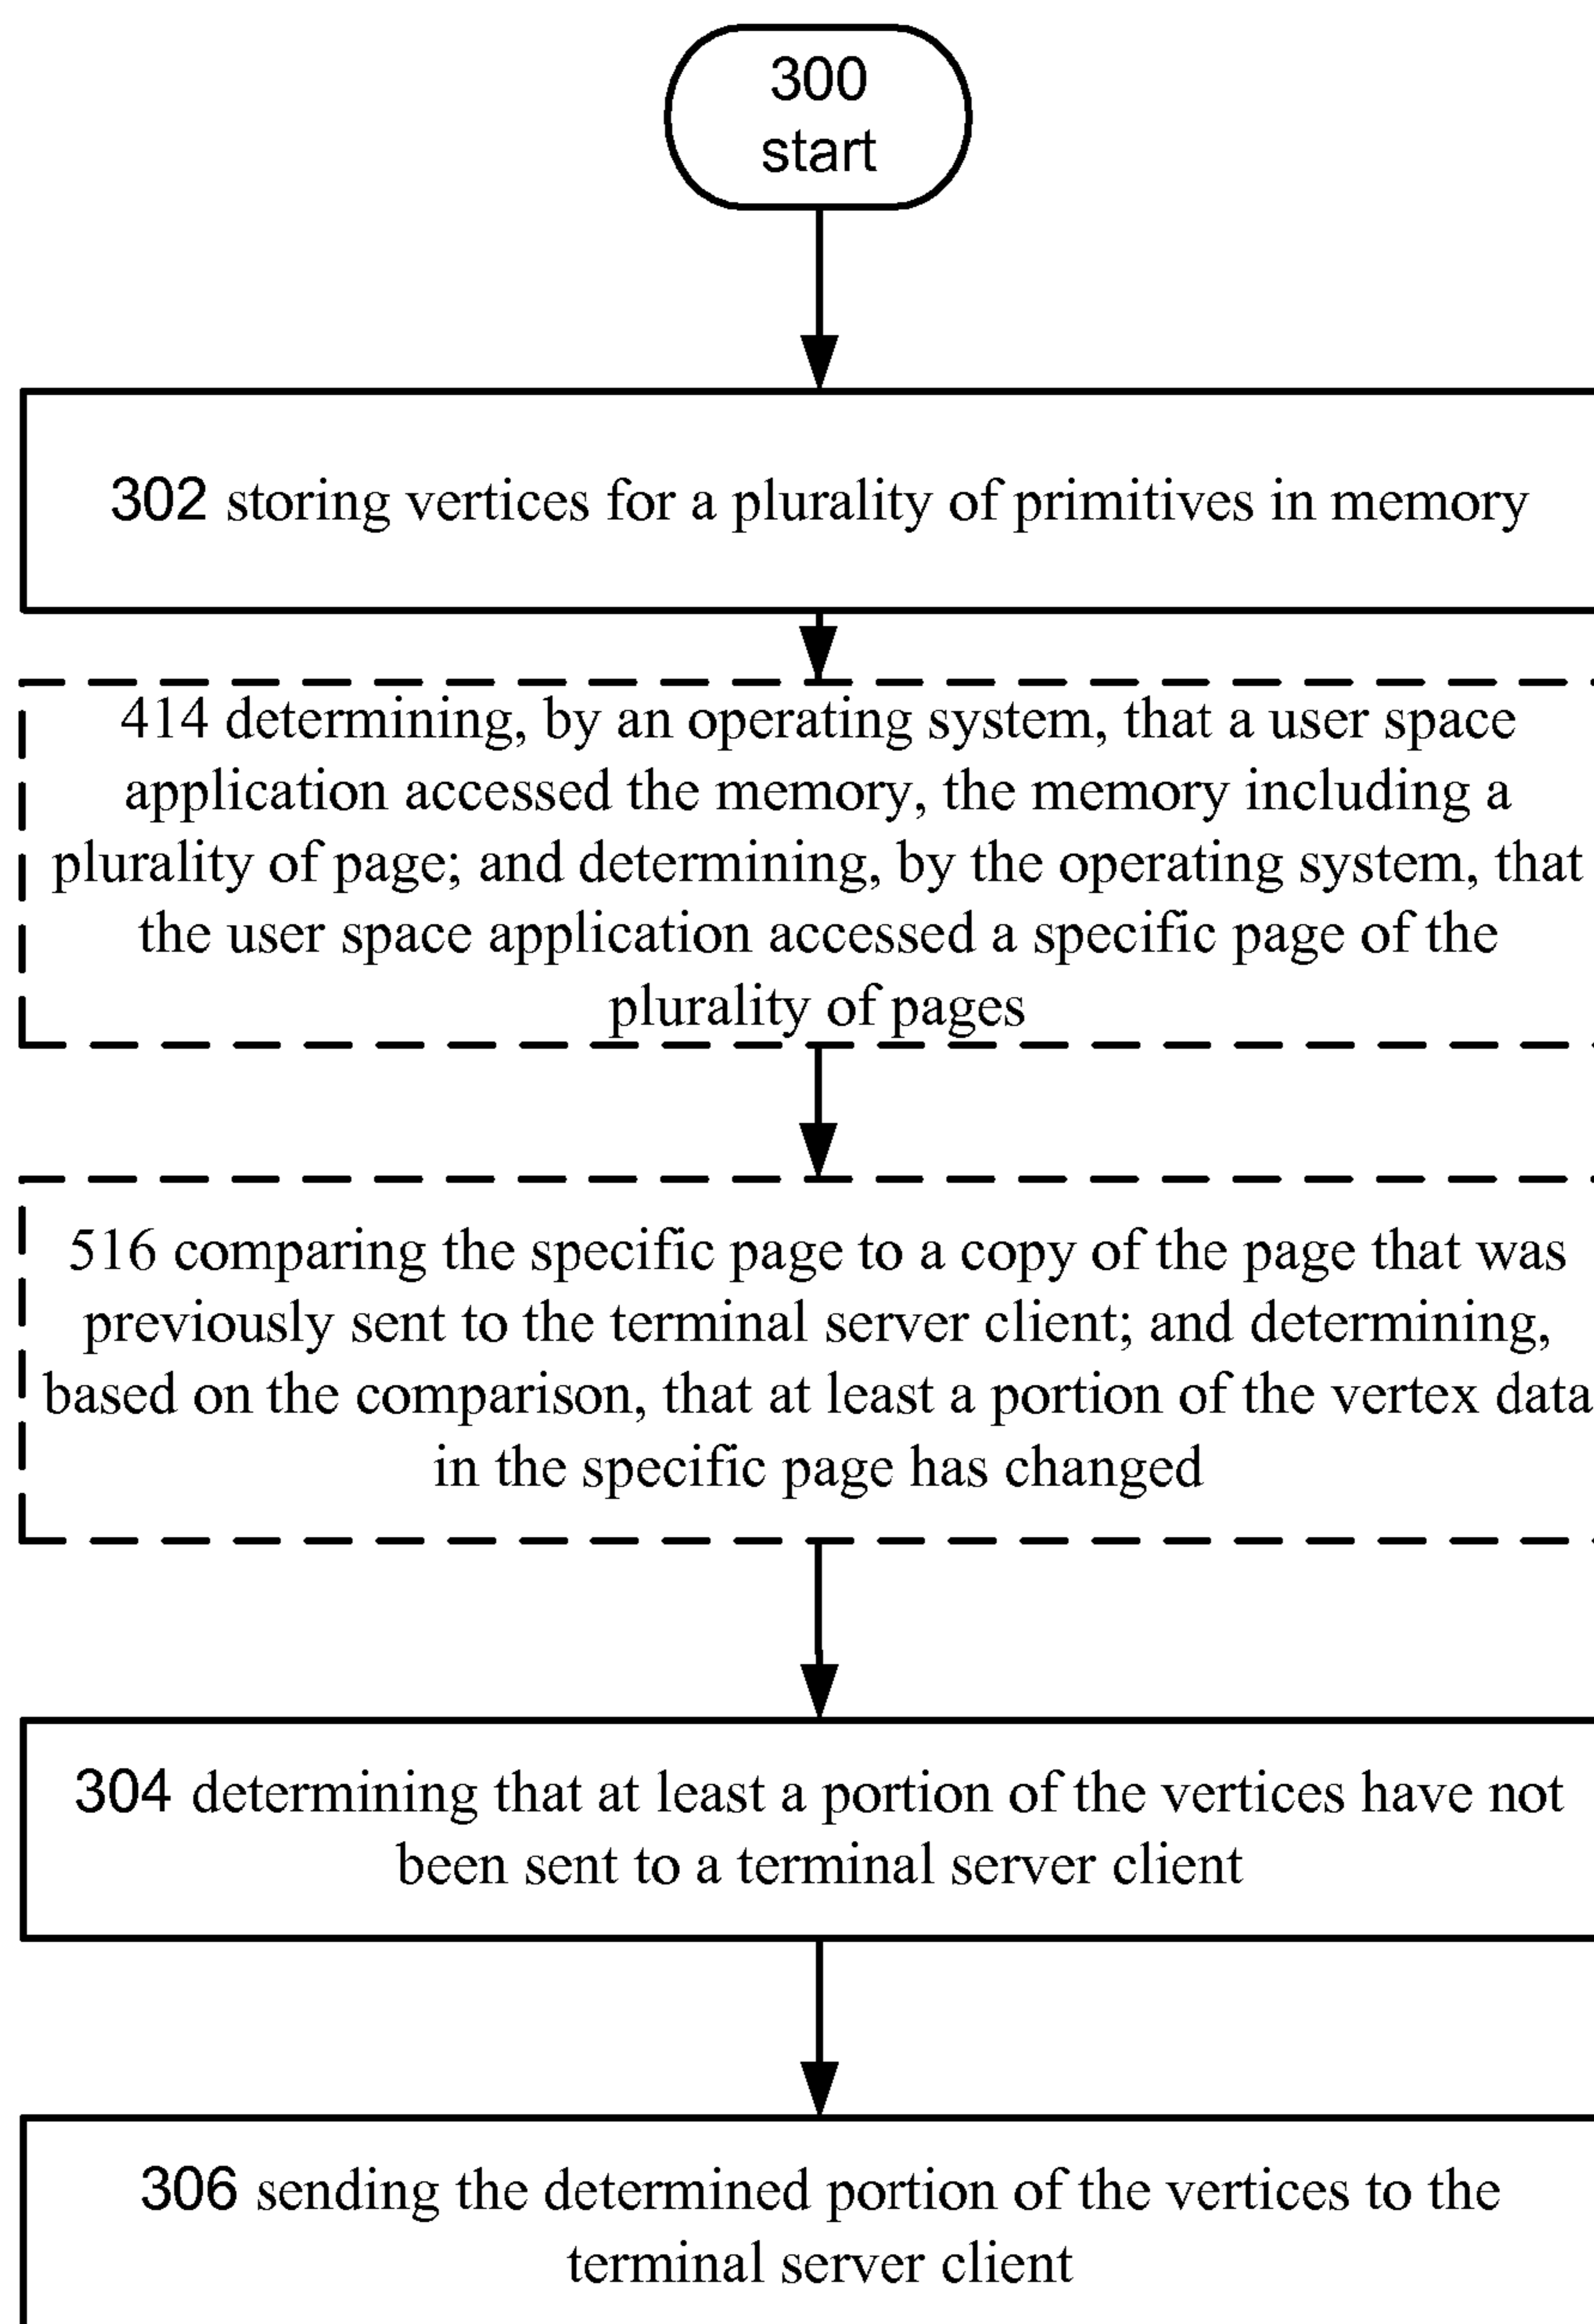 300
start
302 storing vertices for a plurality of primitives in memory
414 determining, by an operating system, that a user space
application accessed the memory, the memory including a
plurality of page; and determining, by the operating system, that
the user space application accessed a specific page of the
plurality of pages
516 comparing the specific page to a copy of the page that was
previously sent to the terminal server client; and determining,
based on the comparison, that at least a portion of the vertex data
in the specific page has changed
304 determining that at least a portion of the vertices have not
been sent to a terminal server client
306 sending the determined portion of the vertices to the
terminal server client